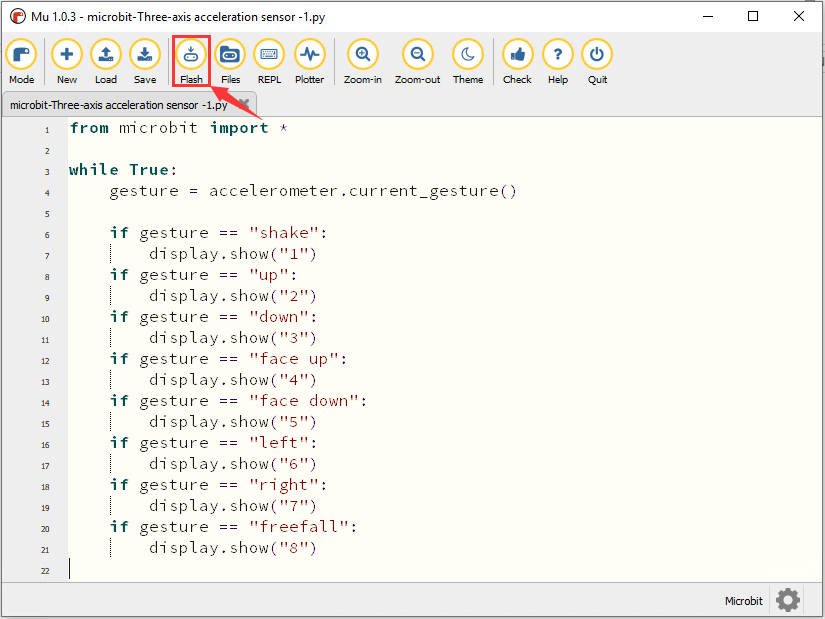 Mu 1.0.3 - microbit-Three-axis acceleration sensor -1.py
Mode New Load Save Flash Files REPL Plotter Zoom-in Zoom-out Theme Check Help Quit
microbit-Three-axis acceleration sensor -1.py
1 from microbit import *
2
3 while True:
4     gesture = accelerometer.current_gesture()
5
6     if gesture == "shake":
7         display.show("1")
8     if gesture == "up":
9         display.show("2")
10     if gesture == "down":
11         display.show("3")
12     if gesture == "face up":
13         display.show("4")
14     if gesture == "face down":
15         display.show("5")
16     if gesture == "left":
17         display.show("6")
18     if gesture == "right":
19         display.show("7")
20     if gesture == "freefall":
21         display.show("8")
22
Microbit